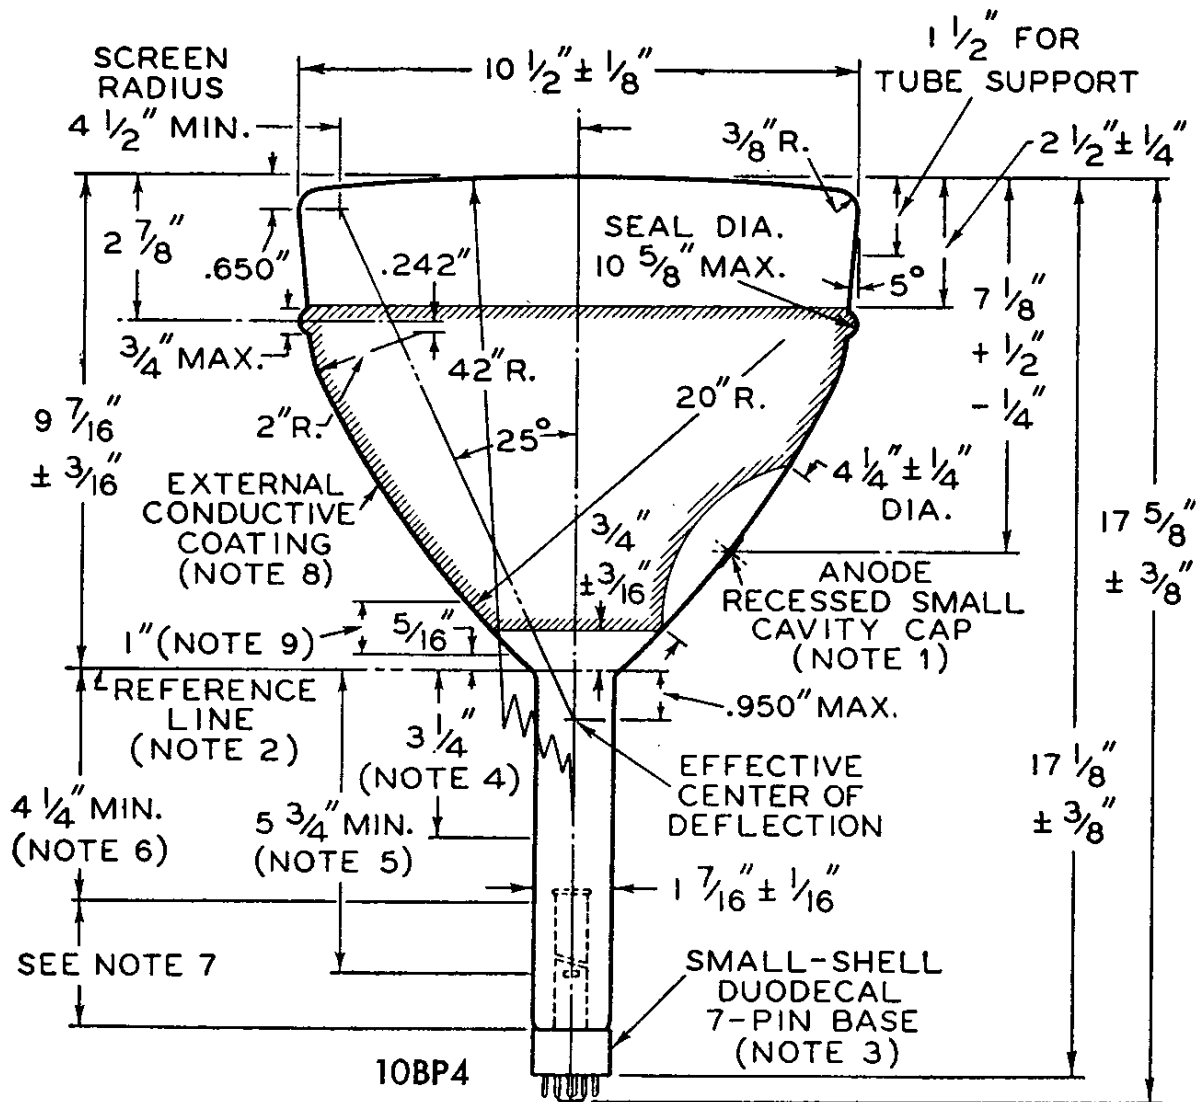 SCREEN
RADIUS
4 1/2" MIN.
10 1/2" ± 1/8"
1 1/2" FOR
TUBE SUPPORT
3/8" R.
2 1/2" ± 1/4"
2 7/8"
.650"
.242"
SEAL DIA.
10 5/8" MAX.
5°
7 1/8"
+ 1/2"
- 1/4"
3/4" MAX.
42" R.
20" R.
9 7/16"
± 3/16"
2" R.
25°
EXTERNAL
CONDUCTIVE
COATING
(NOTE 8)
3/4"
± 3/16"
4 1/4" ± 1/4"
DIA.
17 5/8"
± 3/8"
ANODE
RECESSED SMALL
CAVITY CAP
(NOTE 1)
1" (NOTE 9)
5/16"
REFERENCE
LINE
(NOTE 2)
.950" MAX.
3 1/4"
(NOTE 4)
EFFECTIVE
CENTER OF
DEFLECTION
17 1/8"
± 3/8"
4 1/4" MIN.
(NOTE 6)
5 3/4" MIN.
(NOTE 5)
1 7/16" ± 1/16"
SEE NOTE 7
SMALL-SHELL
DUODECAL
7-PIN BASE
(NOTE 3)
10BP4